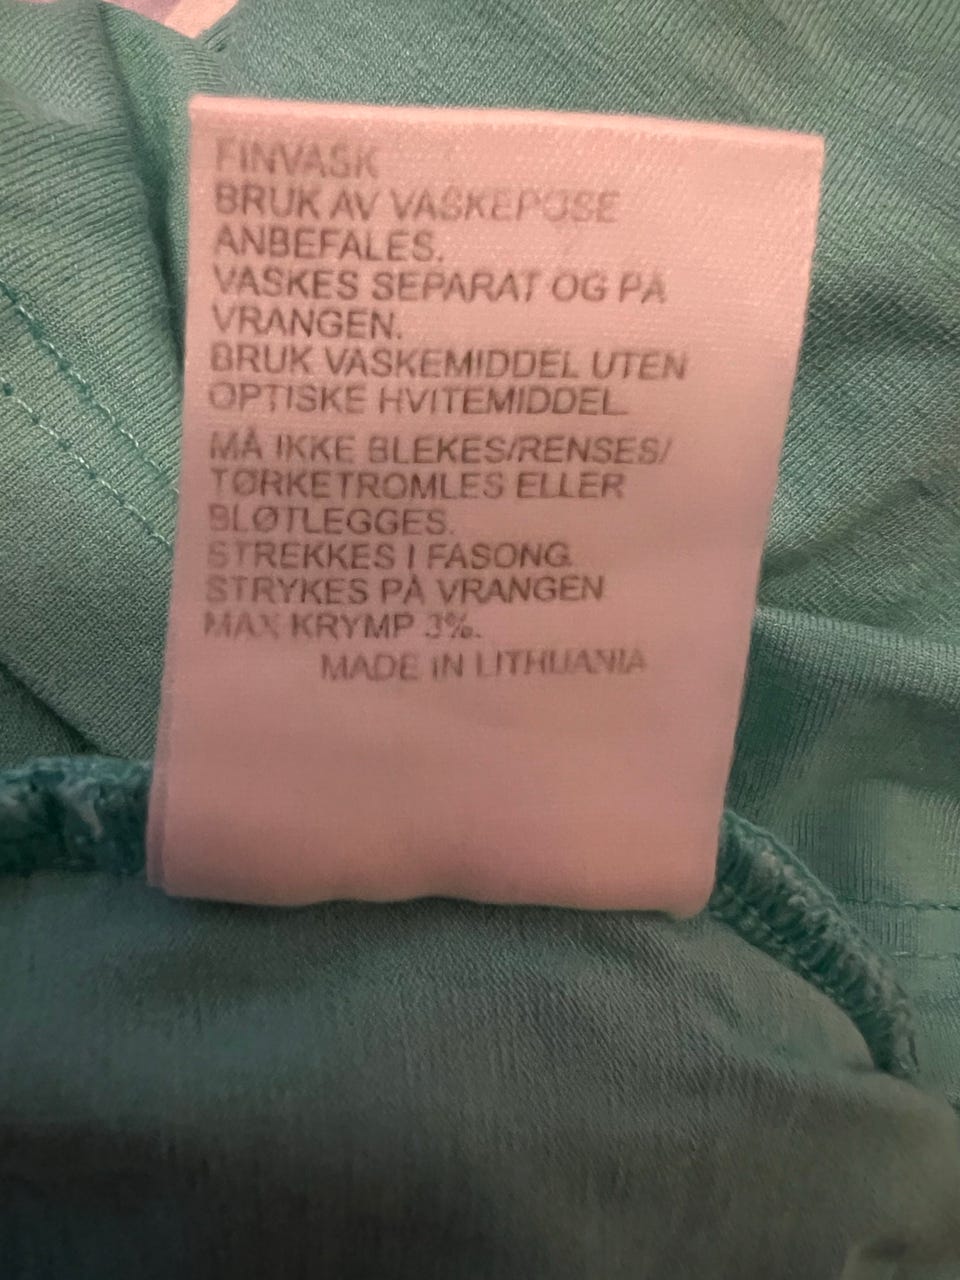 FINVASK
BRUK AV VASKEPOSE
ANBEFALES.
VASKES SEPARAT OG PÅ
VRANGEN.
BRUK VASKEMIDDEL UTEN
OPTISKE HVITEMIDDEL.
MÅ IKKE BLEKES/RENSES/
TØRKETROMLES ELLER
BLØTLEGGES.
STREKKES I FASONG.
STRYKES PÅ VRANGEN
MAX KRYMP 3%.
MADE IN LITHUANIA